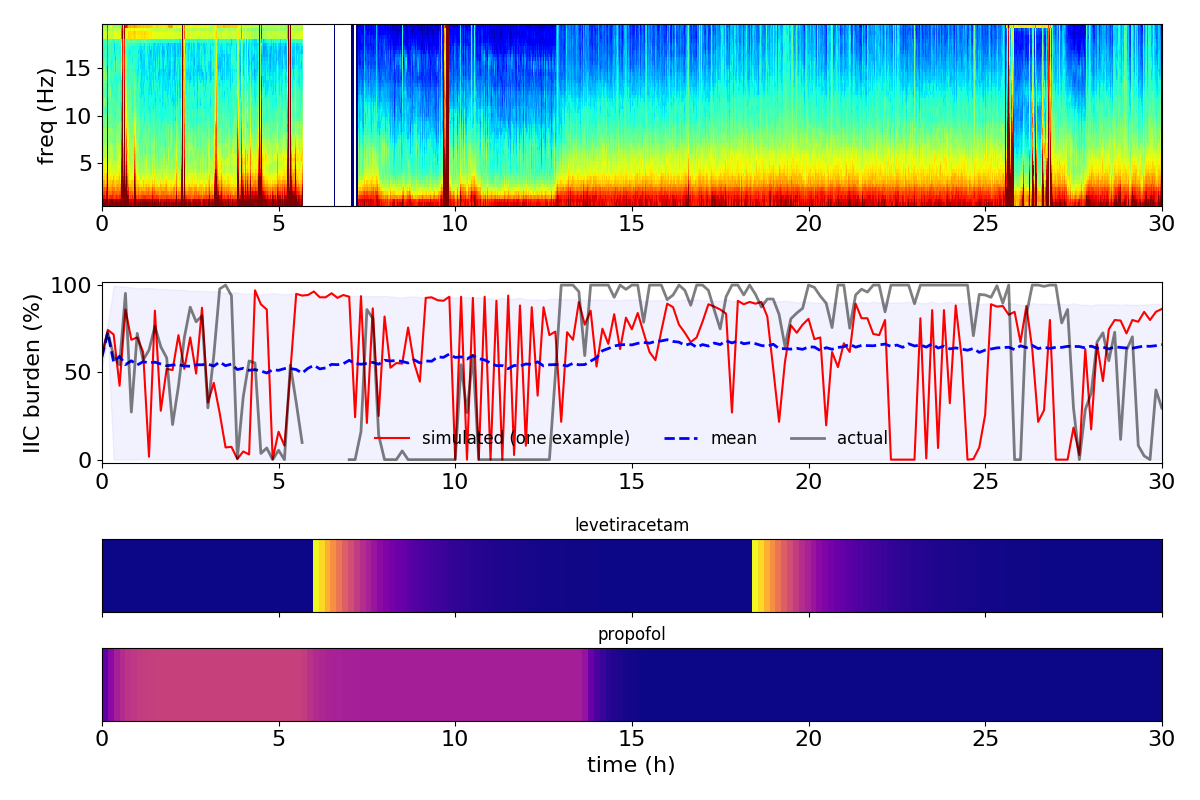 freq (Hz)
15
10
5
0 5 10 15 20 25 30
IIC burden (%)
100
50
0
simulated (one example) mean actual
0 5 10 15 20 25 30
levetiracetam
propofol
0 5 10 15 20 25 30
time (h)